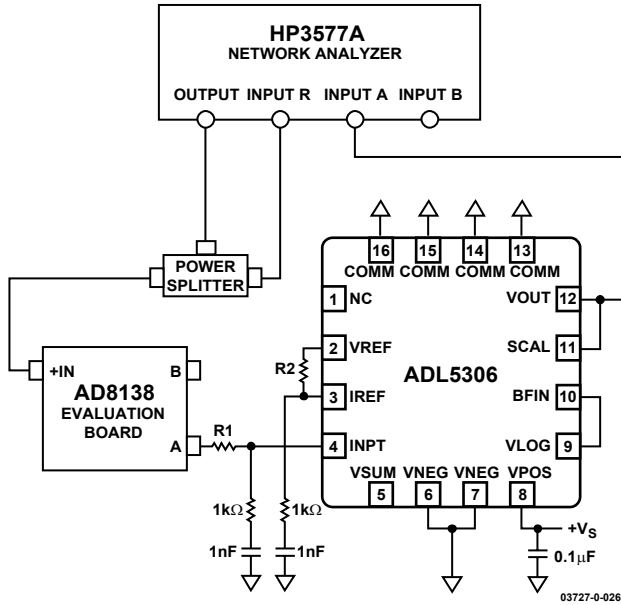 HP3577A
NETWORK ANALYZER
OUTPUT INPUT R INPUT A INPUT B
16 15 14 13
COMM COMM COMM COMM
POWER
SPLITTER
1 NC
VOUT 12
2 VREF
SCAL 11
R2
ADL5306
3 IREF
BFIN 10
4 INPT
VLOG 9
VSUM VNEG VNEG VPOS
5 6 7 8
+IN
B
AD8138
EVALUATION
BOARD
A
R1
1kΩ 1kΩ
1nF 1nF
+VS
0.1µF
03727-0-026